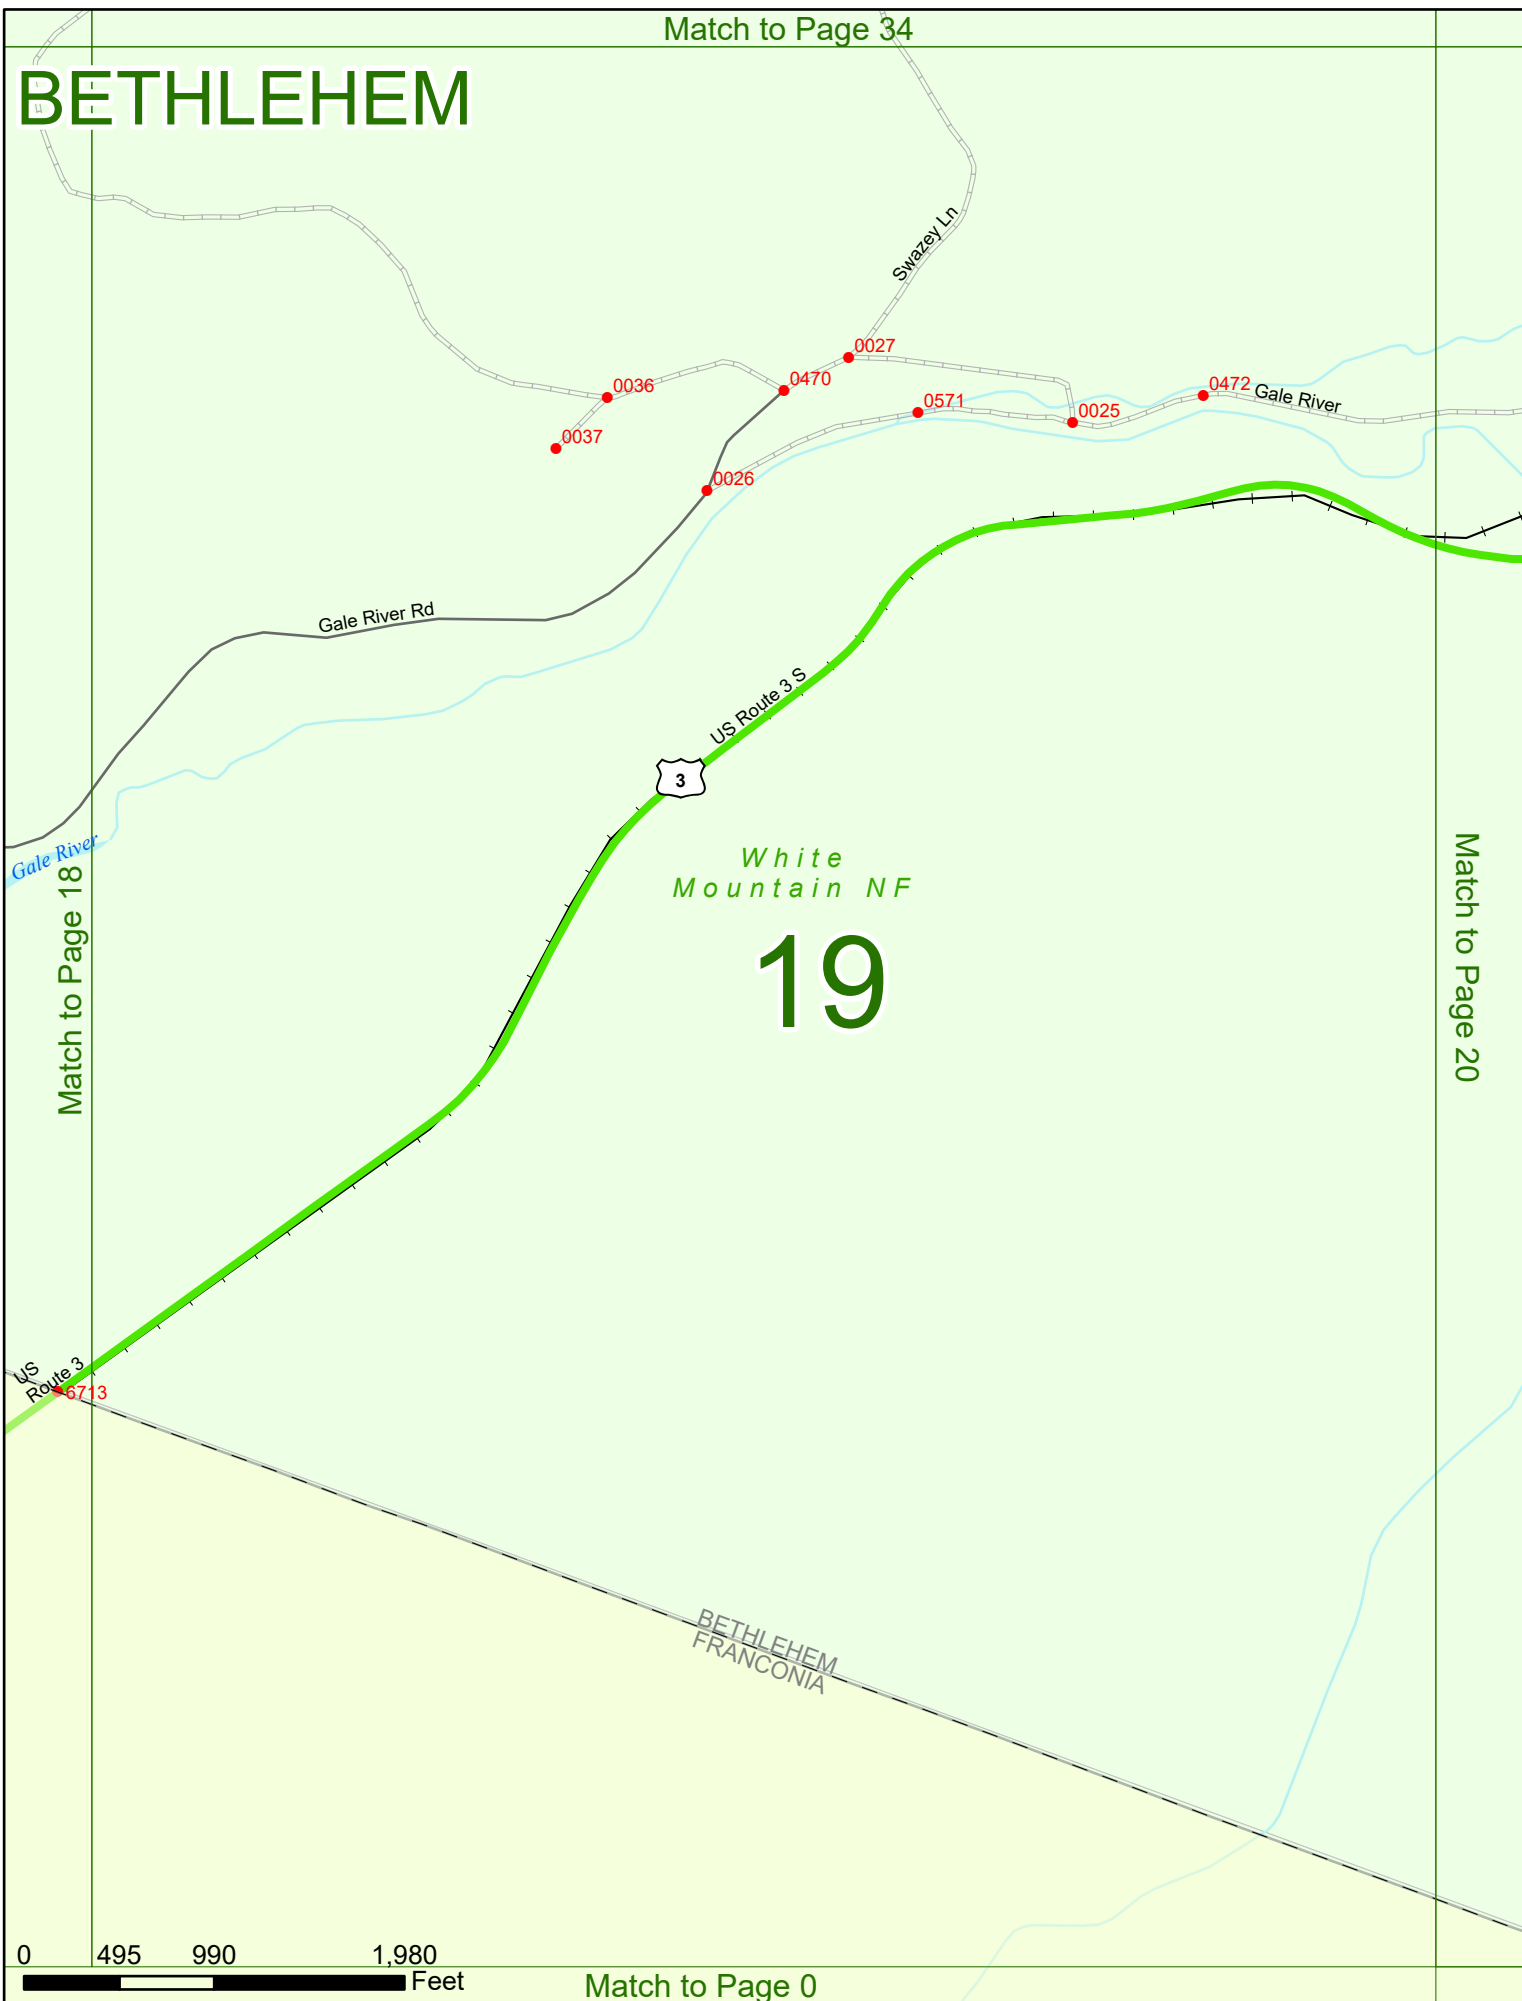 Match to Page 34
BETHLEHEM
Swazey Ln
0027
0036
0470
0472
Gale River
0571
0025
0037
0026
Gale River Rd
US Route 3 S
3
Gale River
White
Mountain NF
19
Match to Page 18
Match to Page 20
US
Route 3
6713
BETHLEHEM
FRANCONIA
0 495 990 1,980
Feet
Match to Page 0